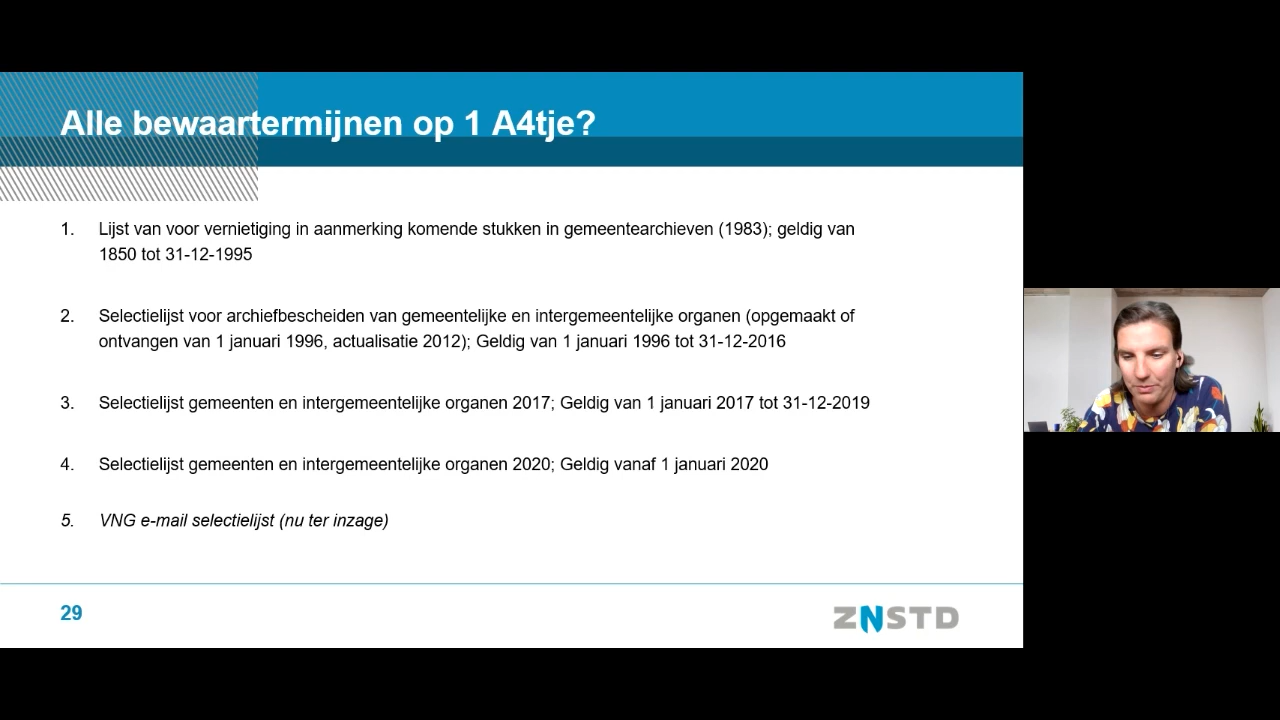 Alle bewaartermijnen op 1 A4tje?
1. Lijst van voor vernietiging in aanmerking komende stukken in gemeentearchieven (1983); geldig van
1850 tot 31-12-1995
2. Selectielijst voor archiefbescheiden van gemeentelijke en intergemeentelijke organen (opgemaakt of
ontvangen van 1 januari 1996, actualisatie 2012); Geldig van 1 januari 1996 tot 31-12-2016
3. Selectielijst gemeenten en intergemeentelijke organen 2017; Geldig van 1 januari 2017 tot 31-12-2019
4. Selectielijst gemeenten en intergemeentelijke organen 2020; Geldig vanaf 1 januari 2020
5. VNG e-mail selectielijst (nu ter inzage)
29
ZNSTD